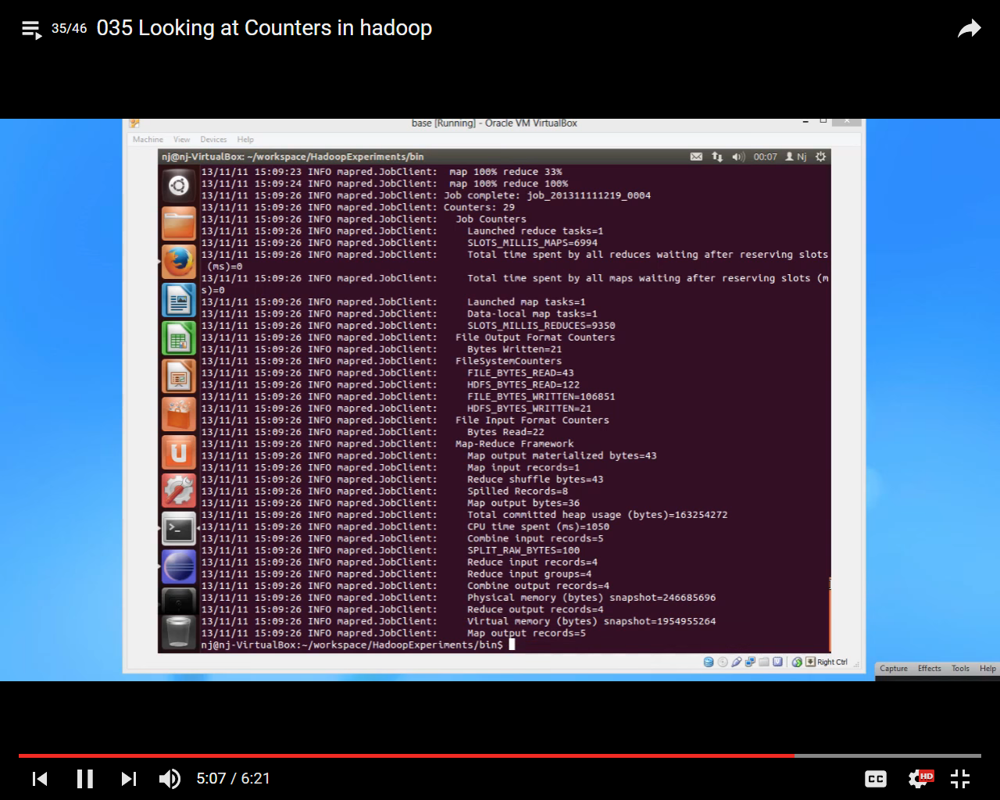 35/46 035 Looking at Counters in hadoop
base [Running] - Oracle VM VirtualBox
Machine View Devices Help
nj@nj-VirtualBox: ~/workspace/HadoopExperiments/bin 00:07 Nj
13/11/11 15:09:23 INFO mapred.JobClient:  map 100% reduce 33%
13/11/11 15:09:24 INFO mapred.JobClient:  map 100% reduce 100%
13/11/11 15:09:26 INFO mapred.JobClient: Job complete: job_201311111219_0004
13/11/11 15:09:26 INFO mapred.JobClient: Counters: 29
13/11/11 15:09:26 INFO mapred.JobClient:   Job Counters
13/11/11 15:09:26 INFO mapred.JobClient:     Launched reduce tasks=1
13/11/11 15:09:26 INFO mapred.JobClient:     SLOTS_MILLIS_MAPS=6994
13/11/11 15:09:26 INFO mapred.JobClient:     Total time spent by all reduces waiting after reserving slots
(ms)=0
13/11/11 15:09:26 INFO mapred.JobClient:     Total time spent by all maps waiting after reserving slots (m
s)=0
13/11/11 15:09:26 INFO mapred.JobClient:     Launched map tasks=1
13/11/11 15:09:26 INFO mapred.JobClient:     Data-local map tasks=1
13/11/11 15:09:26 INFO mapred.JobClient:     SLOTS_MILLIS_REDUCES=9350
13/11/11 15:09:26 INFO mapred.JobClient:   File Output Format Counters
13/11/11 15:09:26 INFO mapred.JobClient:     Bytes Written=21
13/11/11 15:09:26 INFO mapred.JobClient:   FileSystemCounters
13/11/11 15:09:26 INFO mapred.JobClient:     FILE_BYTES_READ=43
13/11/11 15:09:26 INFO mapred.JobClient:     HDFS_BYTES_READ=122
13/11/11 15:09:26 INFO mapred.JobClient:     FILE_BYTES_WRITTEN=106851
13/11/11 15:09:26 INFO mapred.JobClient:     HDFS_BYTES_WRITTEN=21
13/11/11 15:09:26 INFO mapred.JobClient:   File Input Format Counters
13/11/11 15:09:26 INFO mapred.JobClient:     Bytes Read=22
13/11/11 15:09:26 INFO mapred.JobClient:   Map-Reduce Framework
13/11/11 15:09:26 INFO mapred.JobClient:     Map output materialized bytes=43
13/11/11 15:09:26 INFO mapred.JobClient:     Map input records=1
13/11/11 15:09:26 INFO mapred.JobClient:     Reduce shuffle bytes=43
13/11/11 15:09:26 INFO mapred.JobClient:     Spilled Records=8
13/11/11 15:09:26 INFO mapred.JobClient:     Map output bytes=36
13/11/11 15:09:26 INFO mapred.JobClient:     Total committed heap usage (bytes)=163254272
13/11/11 15:09:26 INFO mapred.JobClient:     CPU time spent (ms)=1050
13/11/11 15:09:26 INFO mapred.JobClient:     Combine input records=5
13/11/11 15:09:26 INFO mapred.JobClient:     SPLIT_RAW_BYTES=100
13/11/11 15:09:26 INFO mapred.JobClient:     Reduce input records=4
13/11/11 15:09:26 INFO mapred.JobClient:     Reduce input groups=4
13/11/11 15:09:26 INFO mapred.JobClient:     Combine output records=4
13/11/11 15:09:26 INFO mapred.JobClient:     Physical memory (bytes) snapshot=246685696
13/11/11 15:09:26 INFO mapred.JobClient:     Reduce output records=4
13/11/11 15:09:26 INFO mapred.JobClient:     Virtual memory (bytes) snapshot=1954955264
13/11/11 15:09:26 INFO mapred.JobClient:     Map output records=5
nj@nj-VirtualBox:~/workspace/HadoopExperiments/bin$
Right Ctrl
Capture Effects Tools Help
5:07 / 6:21 CC HD